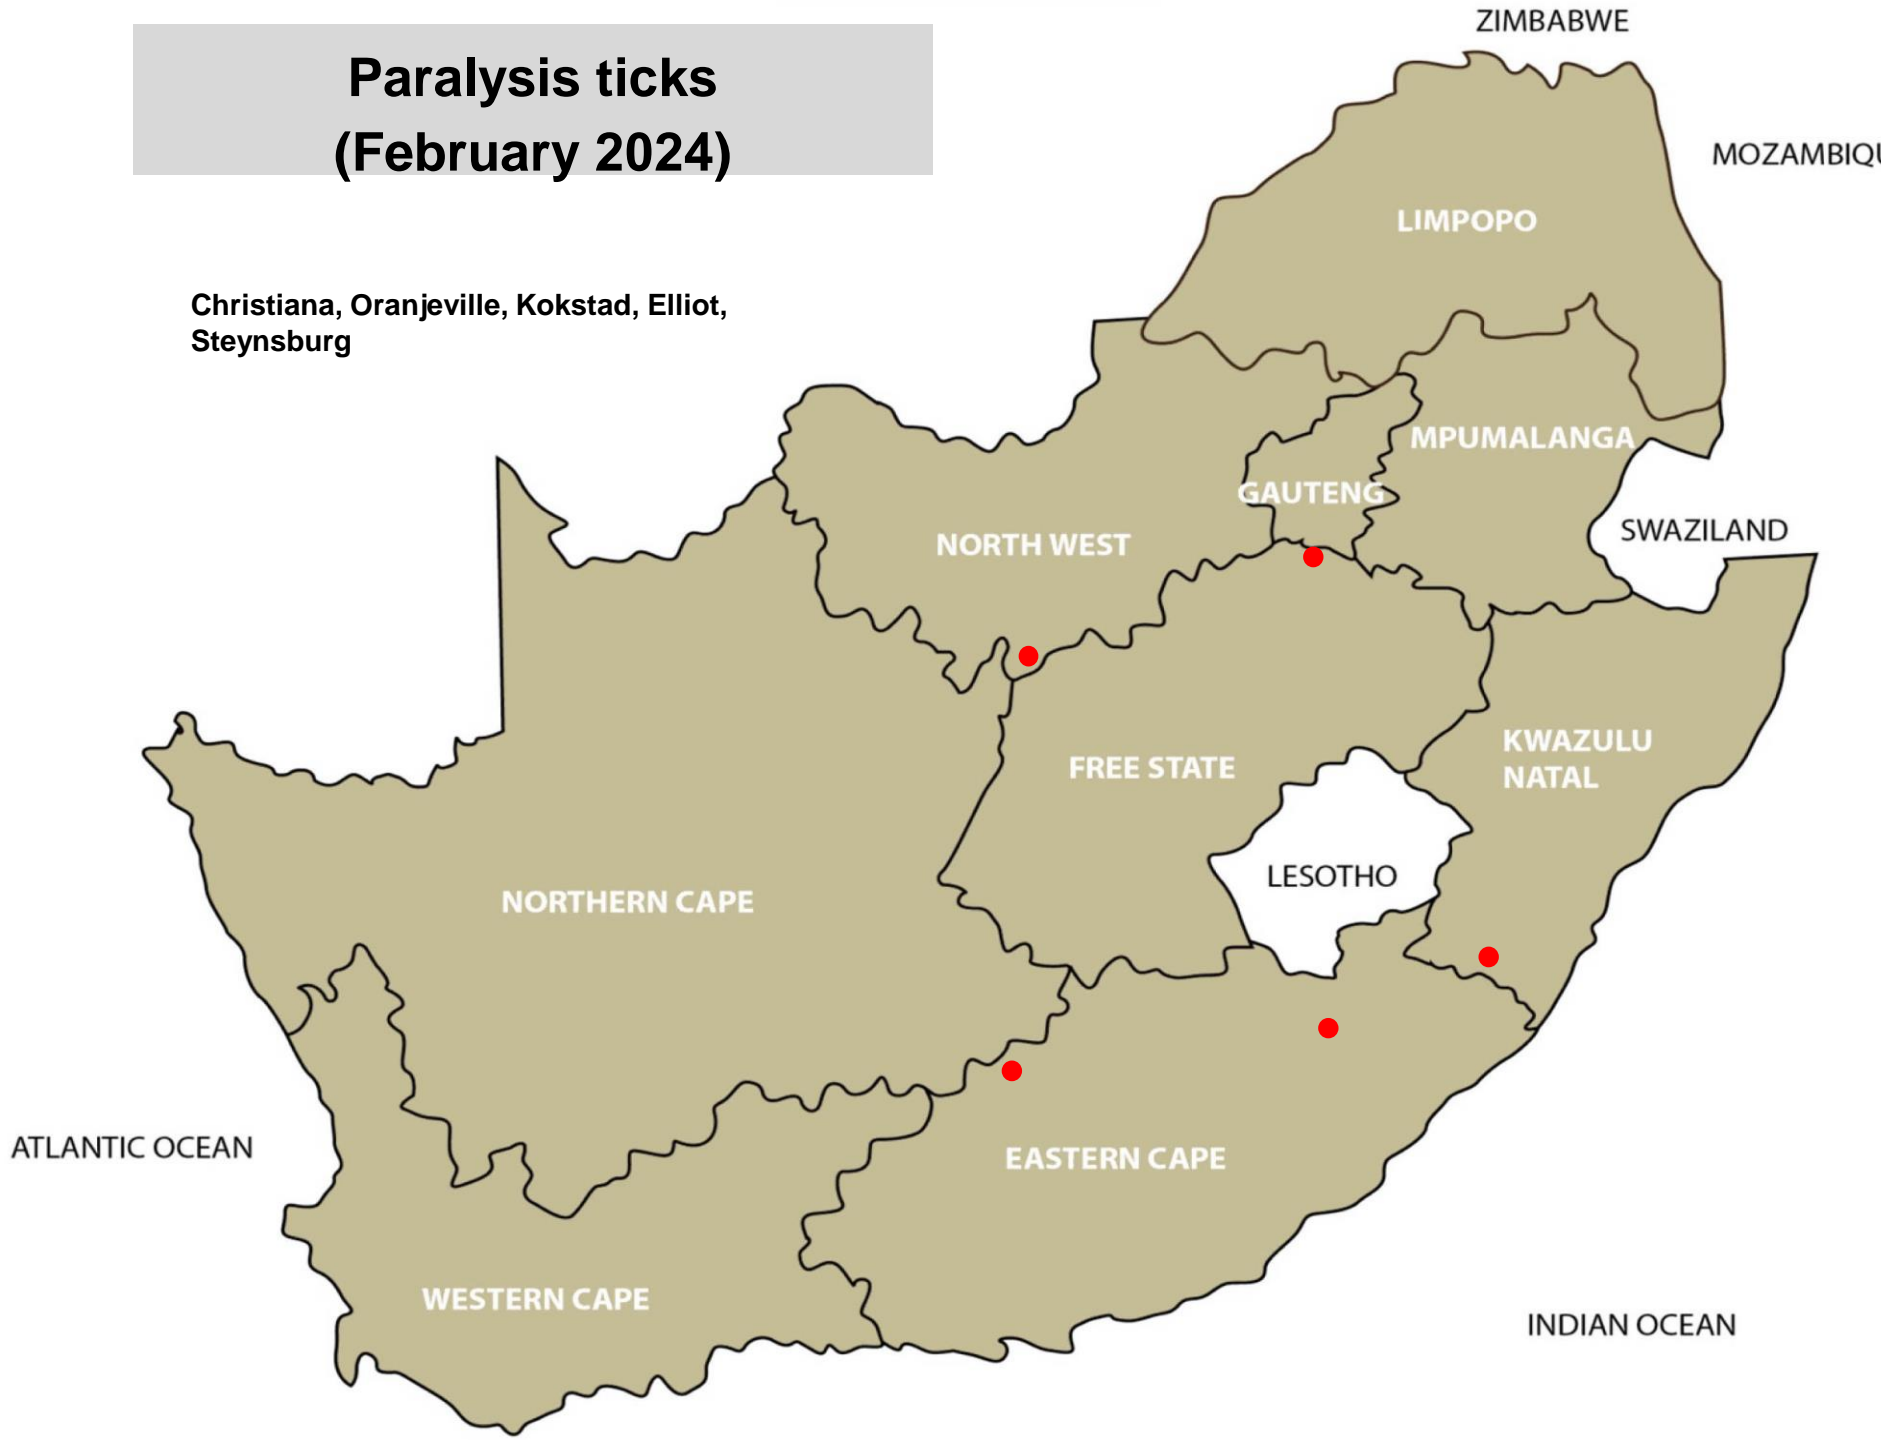 Paralysis ticks
(February 2024)
Christiana, Oranjeville, Kokstad, Elliot,
Steynsburg
ZIMBABWE
MOZAMBIQU
LIMPOPO
MPUMALANGA
GAUTENG
NORTH WEST
SWAZILAND
KWAZULU
NATAL
FREE STATE
LESOTHO
NORTHERN CAPE
ATLANTIC OCEAN
EASTERN CAPE
WESTERN CAPE
INDIAN OCEAN